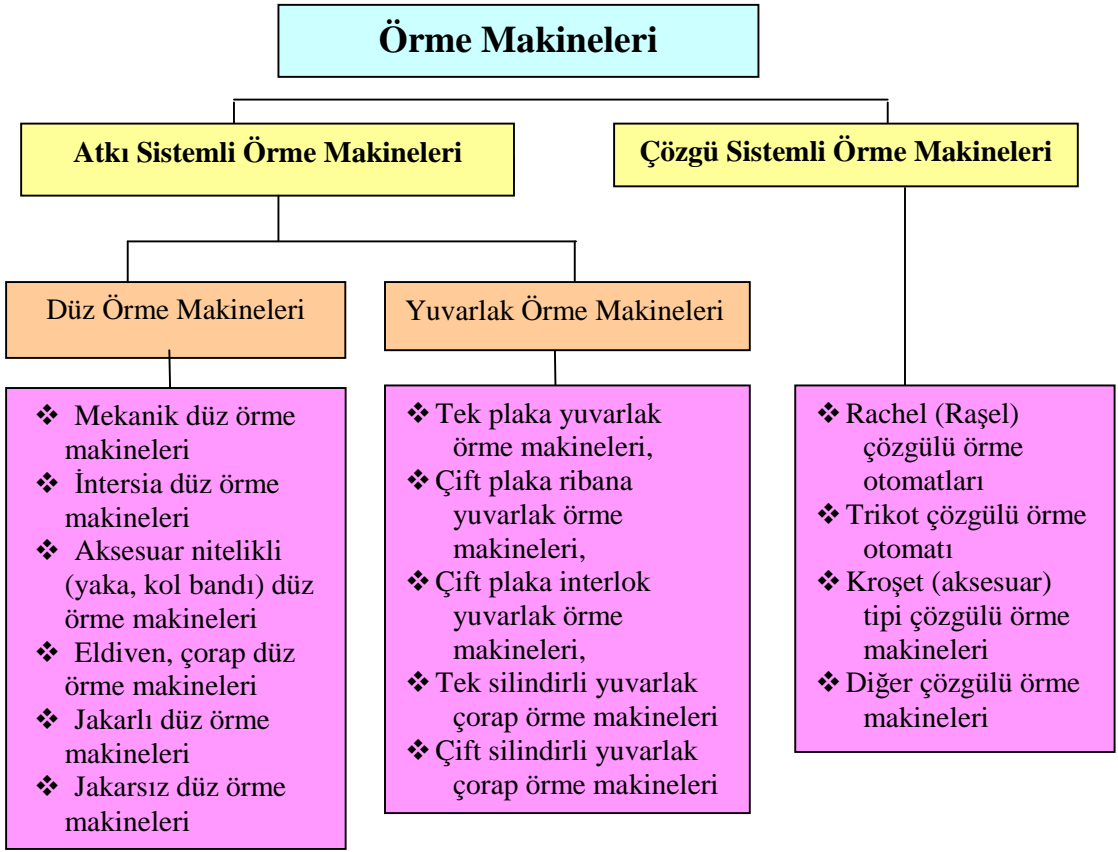 Örme Makineleri
Atkı Sistemli Örme Makineleri
Çözgü Sistemli Örme Makineleri
Düz Örme Makineleri
Yuvarlak Örme Makineleri
❖ Mekanik düz örme
makineleri
❖ İntersia düz örme
makineleri
❖ Aksesuar nitelikli
(yaka, kol bandı) düz
örme makineleri
❖ Eldiven, çorap düz
örme makineleri
❖ Jakarlı düz örme
makineleri
❖ Jakarsız düz örme
makineleri
❖ Tek plaka yuvarlak
örme makineleri,
❖ Çift plaka ribana
yuvarlak örme
makineleri,
❖ Çift plaka interlok
yuvarlak örme
makineleri,
❖ Tek silindirli yuvarlak
çorap örme makineleri
❖ Çift silindirli yuvarlak
çorap örme makineleri
❖ Rachel (Raşel)
çözgülü örme
otomatları
❖ Trikot çözgülü örme
otomatı
❖ Kroşet (aksesuar)
tipi çözgülü örme
makineleri
❖ Diğer çözgülü örme
makineleri